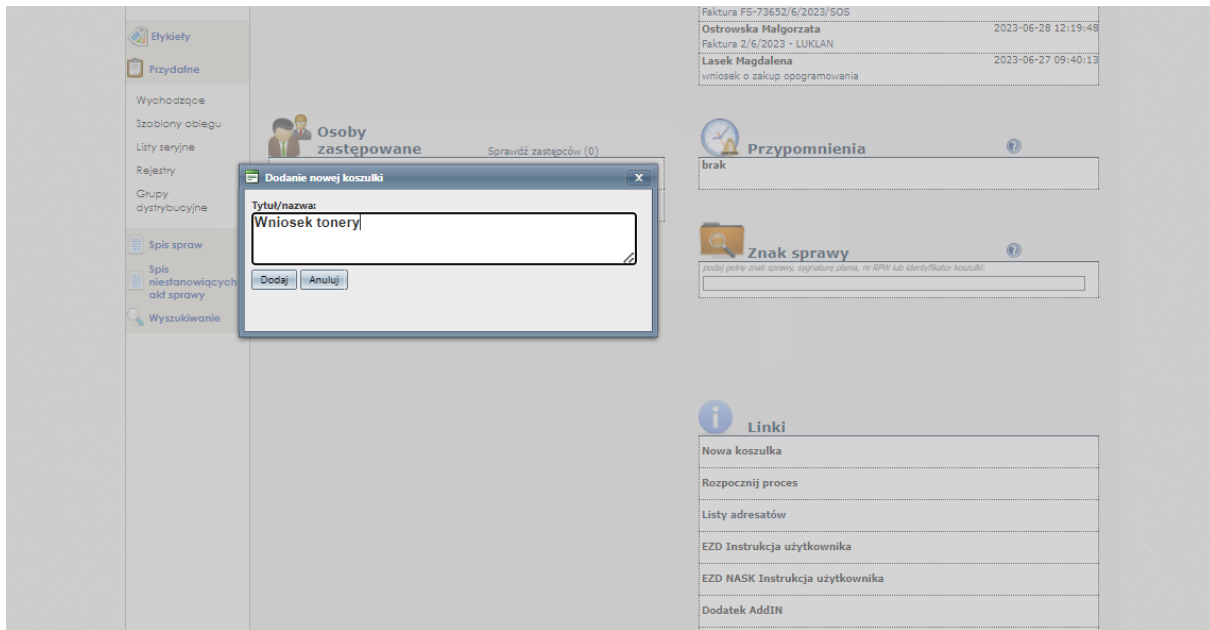 Faktura FS-73652/6/2023/SOS
Ostrowska Małgorzata 2023-06-28 12:19:48
Faktura 2/6/2023 - LUKLAN
Lasek Magdalena 2023-06-27 09:40:13
wniosek o zakup opogramowania
Etykiety
Przydatne
Wychodzące
Szablony obiegu
Listy seryjne
Rejestry
Grupy
dystrybucyjne
Spis spraw
Spis
niestanowiących
akt sprawy
Wyszukiwanie
Osoby
zastępowane
Sprawdź zastępców (0)
Dodanie nowej koszulki
x
Tytuł/nazwa:
Wniosek tonery
Dodaj
Anuluj
Przypomnienia
brak
Znak sprawy
podaj pełny znak sprawy, sygnaturę pisma, nr RPW lub identyfikator koszulki:
Linki
Nowa koszulka
Rozpocznij proces
Listy adresatów
EZD Instrukcja użytkownika
EZD NASK Instrukcja użytkownika
Dodatek AddIN